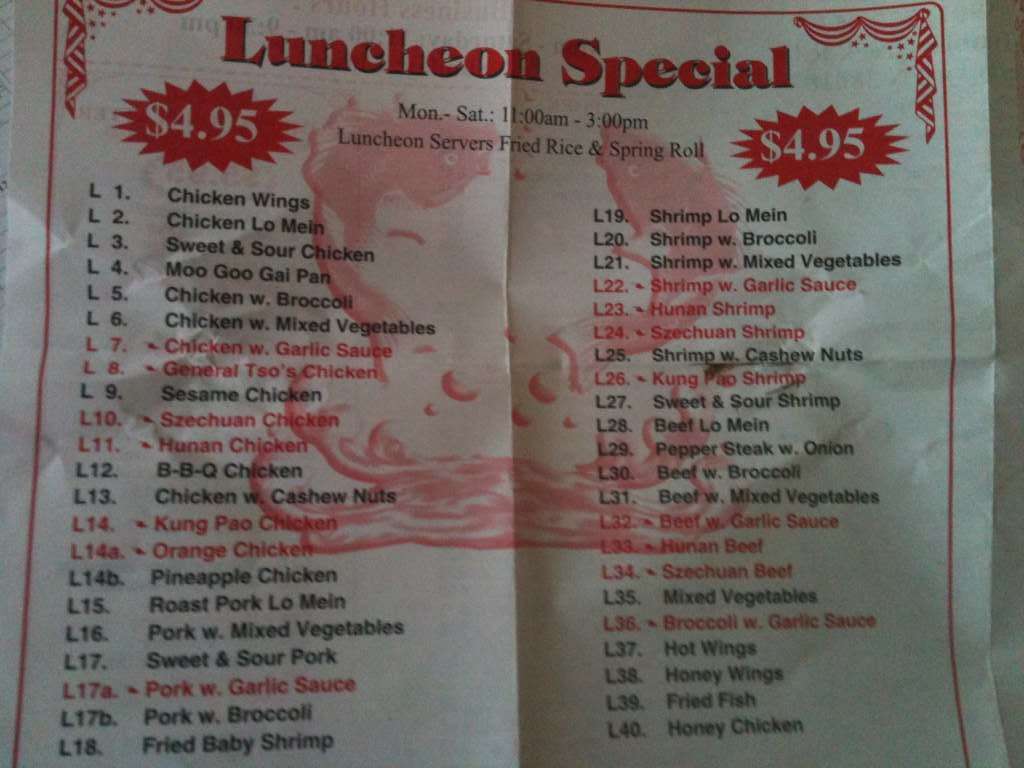 Luncheon Special
$4.95
Mon.- Sat.: 11:00am - 3:00pm
$4.95
Luncheon Servers Fried Rice & Spring Roll
L 1. Chicken Wings
L 2. Chicken Lo Mein
L 3. Sweet & Sour Chicken
L 4. Moo Goo Gai Pan
L 5. Chicken w. Broccoli
L 6. Chicken w. Mixed Vegetables
L 7. Chicken w. Garlic Sauce
L 8. General Tso's Chicken
L 9. Sesame Chicken
L10. Szechuan Chicken
L11. Hunan Chicken
L12. B-B-Q Chicken
L13. Chicken w. Cashew Nuts
L14. Kung Pao Chicken
L14a. Orange Chicken
L14b. Pineapple Chicken
L15. Roast Pork Lo Mein
L16. Pork w. Mixed Vegetables
L17. Sweet & Sour Pork
L17a. Pork w. Garlic Sauce
L17b. Pork w. Broccoli
L18. Fried Baby Shrimp
L19. Shrimp Lo Mein
L20. Shrimp w. Broccoli
L21. Shrimp w. Mixed Vegetables
L22. Shrimp w. Garlic Sauce
L23. Hunan Shrimp
L24. Szechuan Shrimp
L25. Shrimp w. Cashew Nuts
L26. Kung Pao Shrimp
L27. Sweet & Sour Shrimp
L28. Beef Lo Mein
L29. Pepper Steak w. Onion
L30. Beef w. Broccoli
L31. Beef w. Mixed Vegetables
L32. Beef w. Garlic Sauce
L33. Hunan Beef
L34. Szechuan Beef
L35. Mixed Vegetables
L36. Broccoli w. Garlic Sauce
L37. Hot Wings
L38. Honey Wings
L39. Fried Fish
L40. Honey Chicken